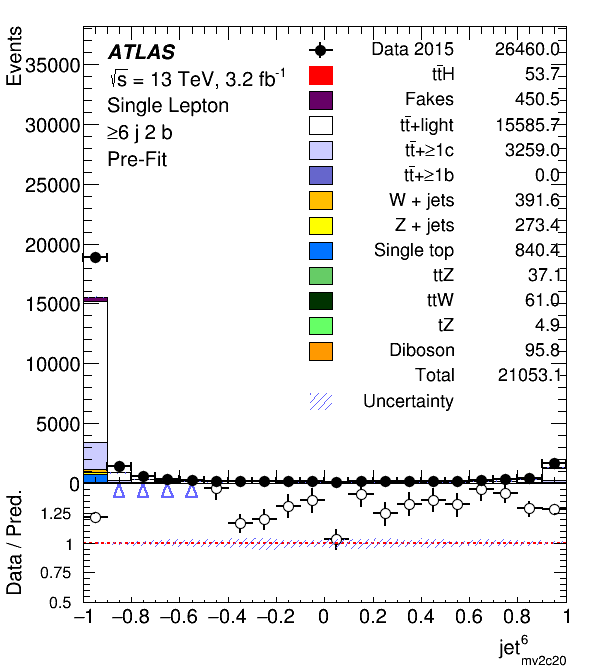 Events
35000
30000
25000
20000
15000
10000
5000
0
ATLAS
√s = 13 TeV, 3.2 fb⁻¹
Single Lepton
≥6 j 2 b
Pre-Fit
Data 2015 26460.0
tt̄H 53.7
Fakes 450.5
tt̄+light 15585.7
tt̄+≥1c 3259.0
tt̄+≥1b 0.0
W + jets 391.6
Z + jets 273.4
Single top 840.4
ttZ 37.1
ttW 61.0
tZ 4.9
Diboson 95.8
Total 21053.1
Uncertainty
Data / Pred.
1.25
1
0.75
0.5
−1 −0.8 −0.6 −0.4 −0.2 0 0.2 0.4 0.6 0.8 1
jet⁶mv2c20